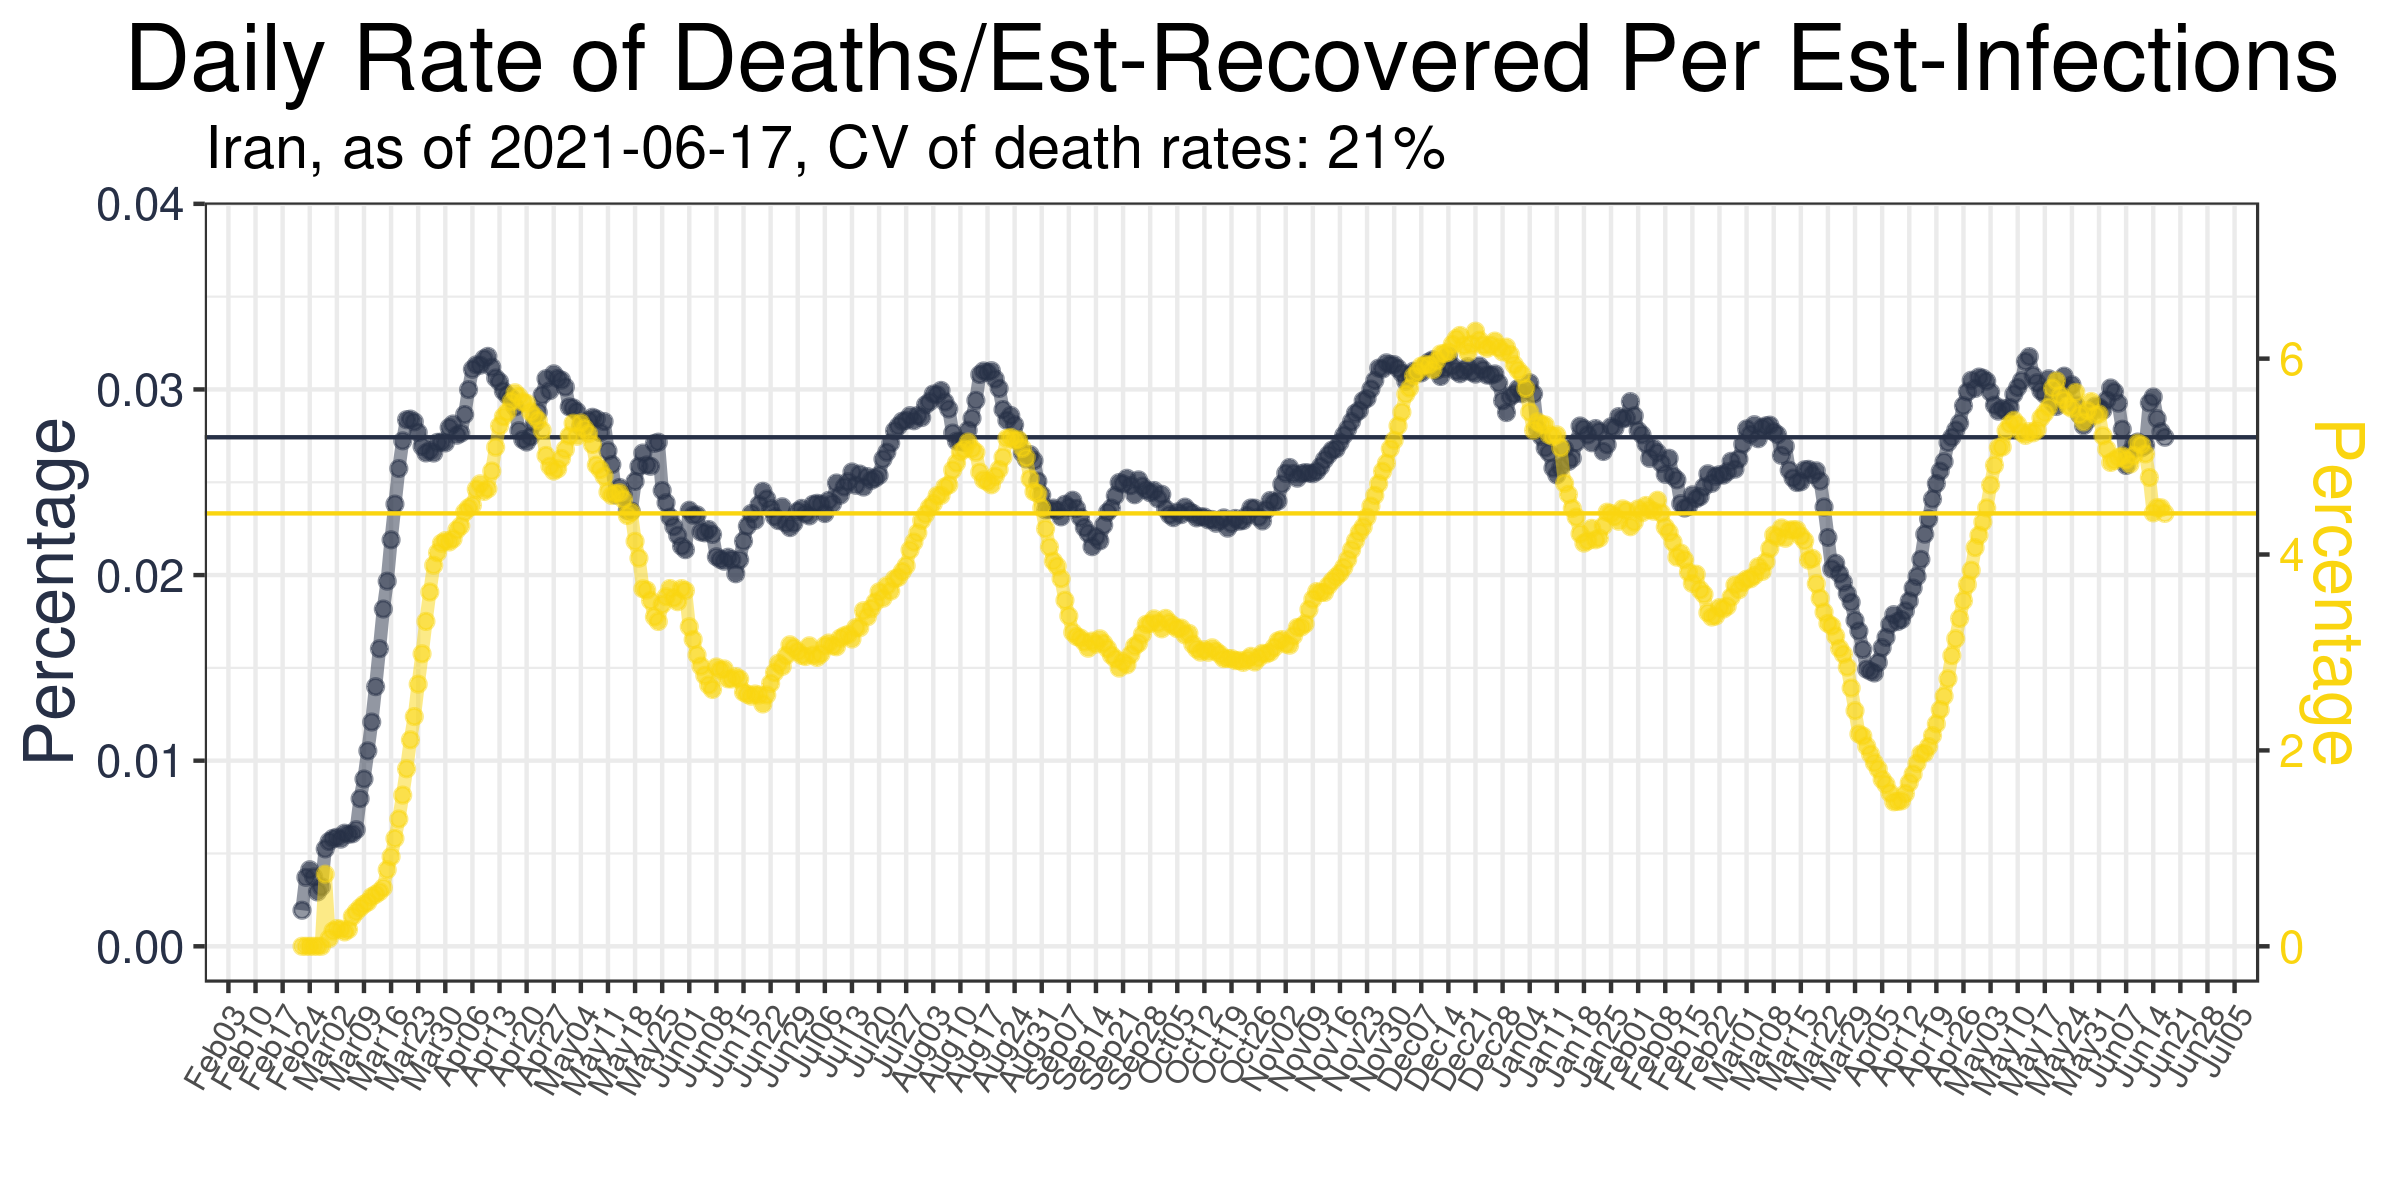 Daily Rate of Deaths/Est-Recovered Per Est-Infections
Iran, as of 2021-06-17, CV of death rates: 21%
Percentage
0.04
0.03
0.02
0.01
0.00
6
4
2
0
Percentage
Feb03
Feb10
Feb17
Feb24
Mar02
Mar09
Mar16
Mar23
Mar30
Apr06
Apr13
Apr20
Apr27
May04
May11
May18
May25
Jun01
Jun08
Jun15
Jun22
Jun29
Jul06
Jul13
Jul20
Jul27
Aug03
Aug10
Aug17
Aug24
Aug31
Sep07
Sep14
Sep21
Sep28
Oct05
Oct12
Oct19
Oct26
Nov02
Nov09
Nov16
Nov23
Nov30
Dec07
Dec14
Dec21
Dec28
Jan04
Jan11
Jan18
Jan25
Feb01
Feb08
Feb15
Feb22
Mar01
Mar08
Mar15
Mar22
Mar29
Apr05
Apr12
Apr19
Apr26
May03
May10
May17
May24
May31
Jun07
Jun14
Jun21
Jun28
Jul05